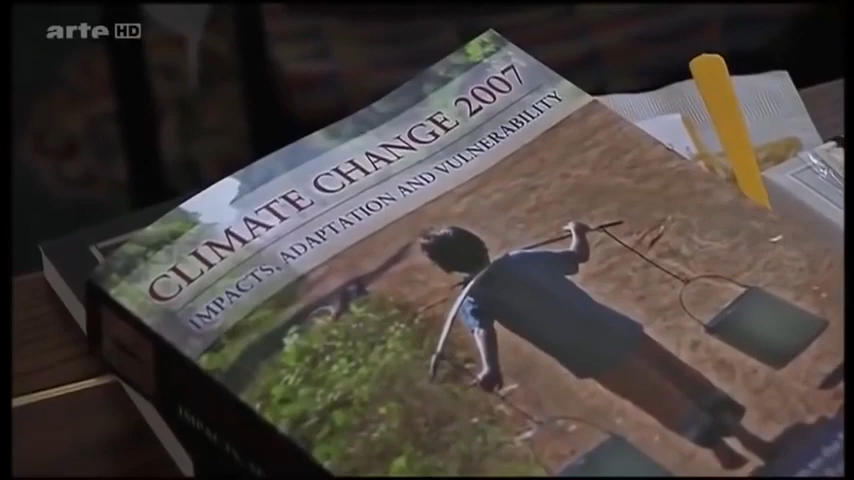 arte HD
CLIMATE CHANGE 2007
IMPACTS, ADAPTATION AND VULNERABILITY